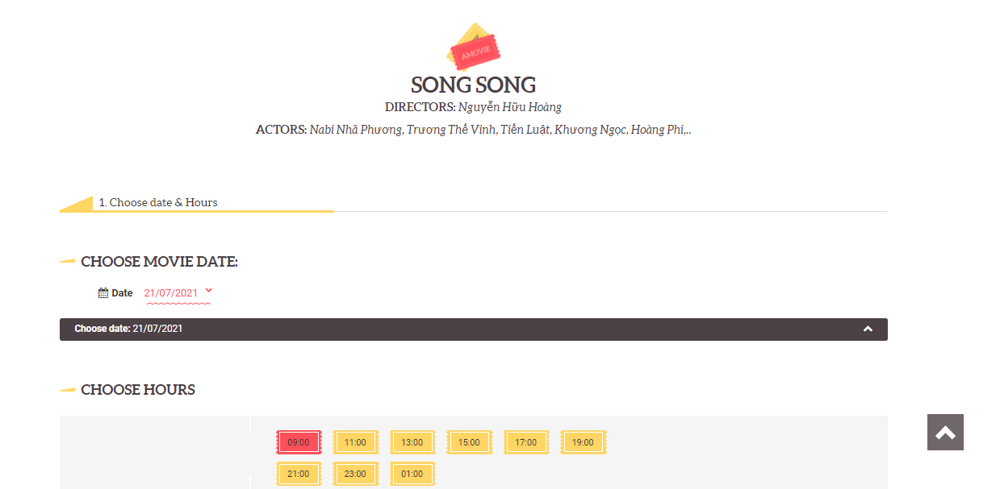 AMOVIE
SONG SONG
DIRECTORS: Nguyễn Hữu Hoàng
ACTORS: Nabi Nhã Phương, Trương Thế Vinh, Tiến Luật, Khương Ngọc, Hoàng Phi,..
1. Choose date & Hours
CHOOSE MOVIE DATE:
Date 21/07/2021
Choose date: 21/07/2021
CHOOSE HOURS
09:00 11:00 13:00 15:00 17:00 19:00
21:00 23:00 01:00